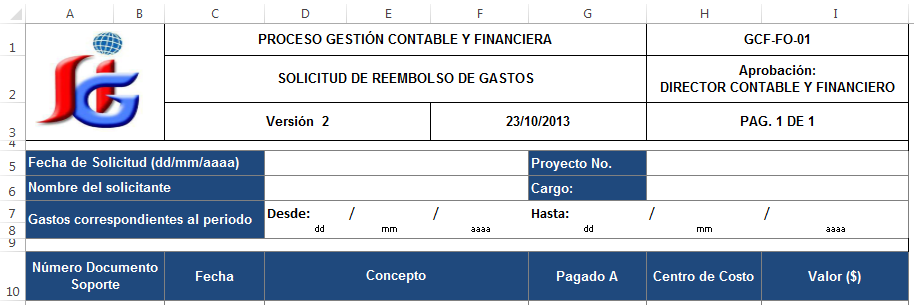 A B C D E F G H I
1 PROCESO GESTIÓN CONTABLE Y FINANCIERA GCF-FO-01
2 SOLICITUD DE REEMBOLSO DE GASTOS Aprobación:
DIRECTOR CONTABLE Y FINANCIERO
SIG
3 Versión 2 23/10/2013 PAG. 1 DE 1
4
5 Fecha de Solicitud (dd/mm/aaaa) Proyecto No.
6 Nombre del solicitante Cargo:
7 Gastos correspondientes al periodo Desde: / / Hasta: / /
8 dd mm aaaa dd mm aaaa
9
10 Número Documento Soporte Fecha Concepto Pagado A Centro de Costo Valor ($)